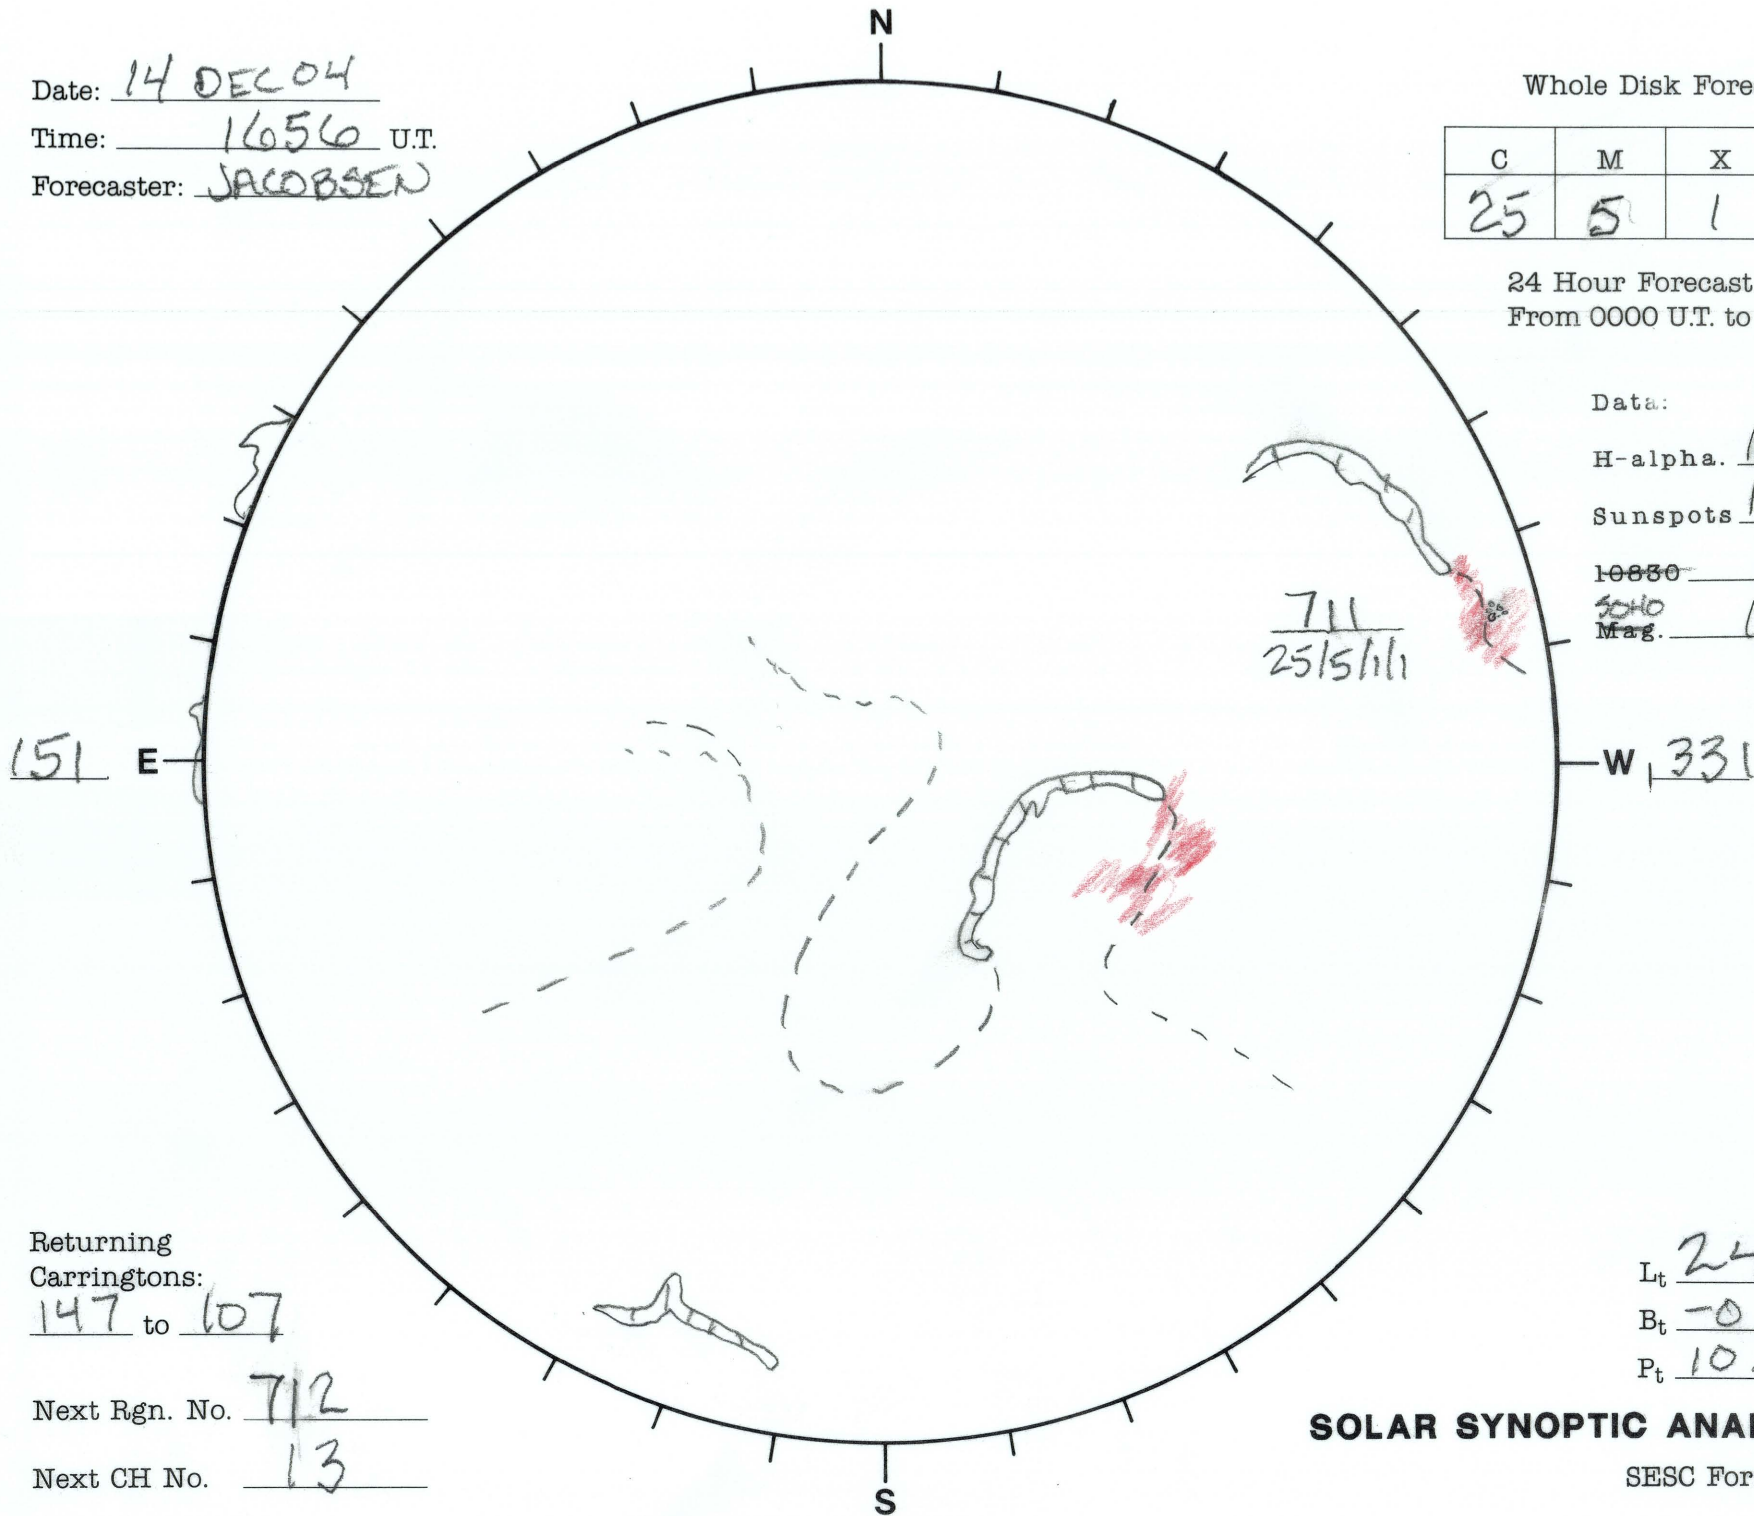 N
Date: 14 DEC 04
Time: 1656 U.T.
Forecaster: JACOBSEN
Whole Disk Fore
C M X
25 5 1
24 Hour Forecast
From 0000 U.T. to
Data:
H-alpha.
Sunspots
10830
SOHO
Mag.
711
25/5/1/1
151 E
W 331
Returning
Carringtons:
147 to 107
Next Rgn. No. 712
Next CH No. 13
Lt 24
Bt -0
Pt 10.
SOLAR SYNOPTIC ANAL
SESC For
S